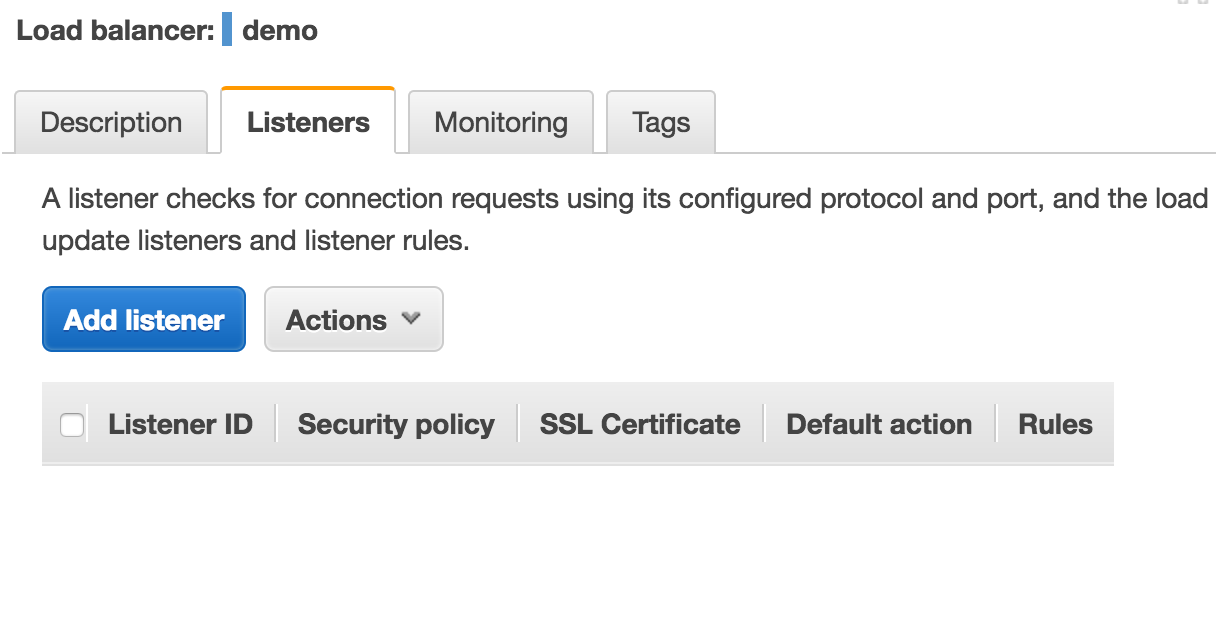 Load balancer: demo
Description Listeners Monitoring Tags
A listener checks for connection requests using its configured protocol and port, and the load
update listeners and listener rules.
Add listener Actions
Listener ID Security policy SSL Certificate Default action Rules